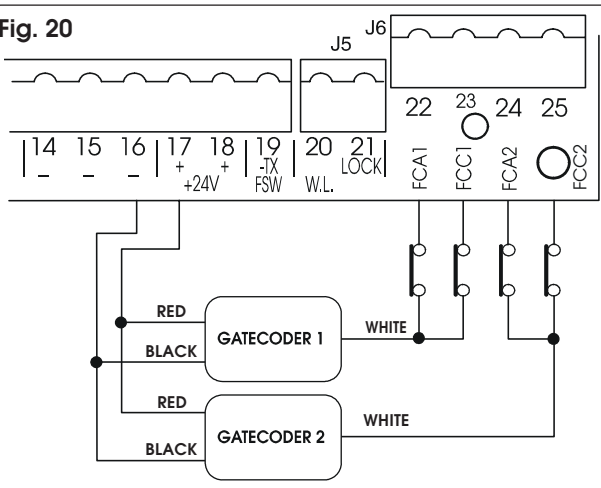 Fig. 20
J5
J6
22 23 24 25
14 15 16 17 18 19 20 21
– – – + + -TX LOCK
+24V FSW W.L.
FCA1 FCC1 FCA2 FCC2
RED
GATECODER 1
WHITE
BLACK
RED
GATECODER 2
WHITE
BLACK